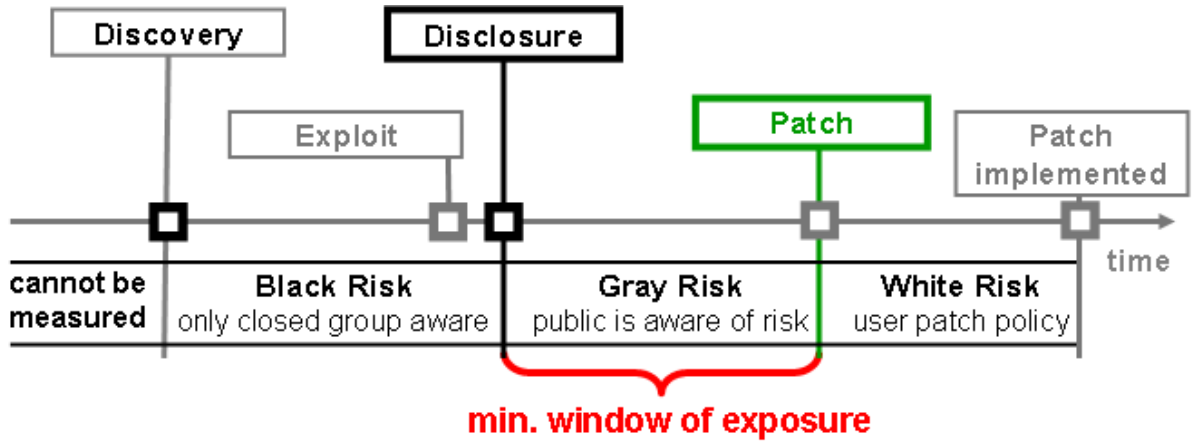 Discovery
Disclosure
Exploit
Patch
Patch
implemented
time
cannot be
measured
Black Risk
only closed group aware
Gray Risk
public is aware of risk
White Risk
user patch policy
min. window of exposure